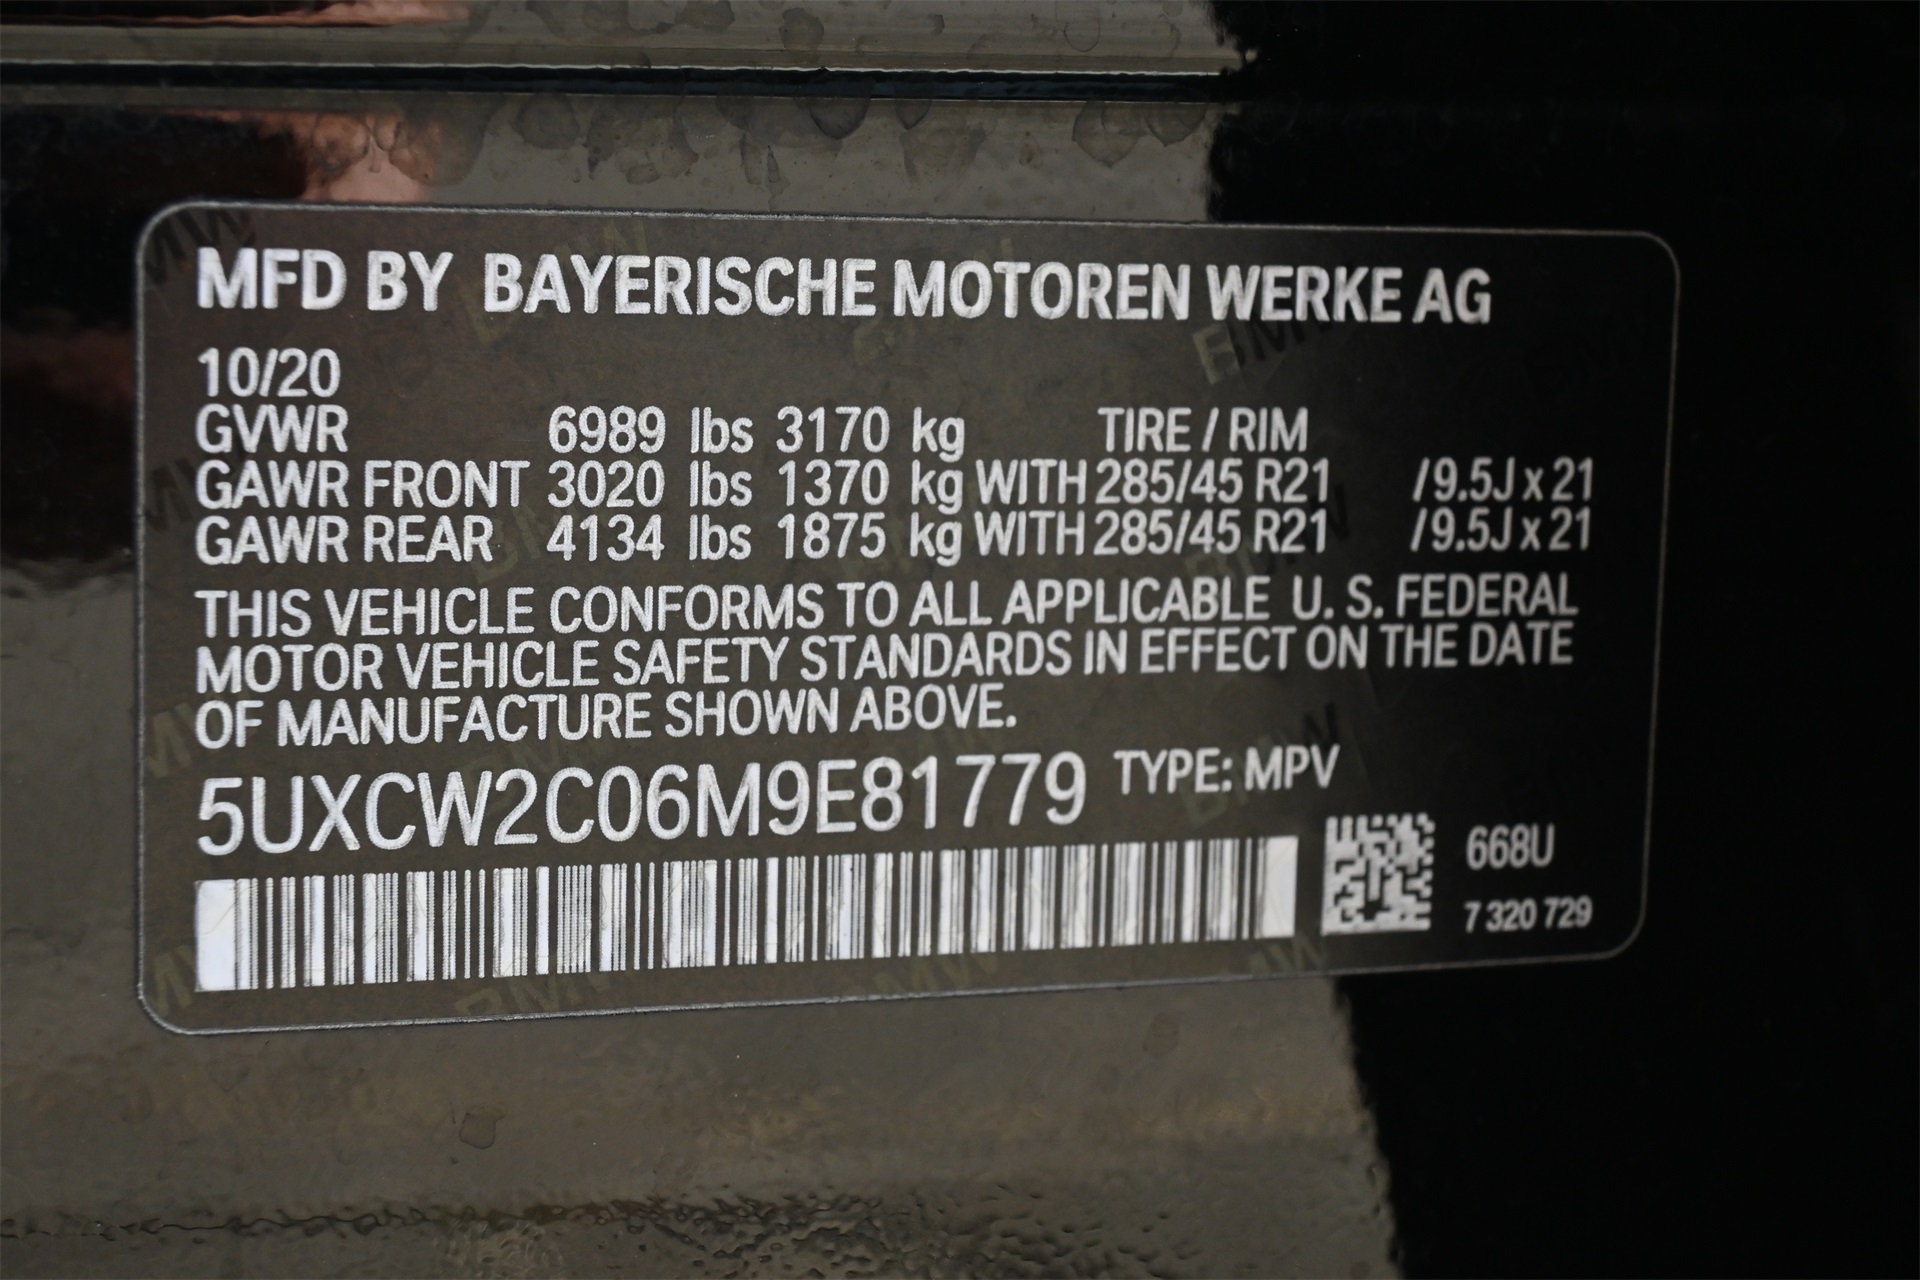 MFD BY BAYERISCHE MOTOREN WERKE AG
10/20
GVWR 6989 lbs 3170 kg TIRE / RIM
GAWR FRONT 3020 lbs 1370 kg WITH 285/45 R21 /9.5J x 21
GAWR REAR 4134 lbs 1875 kg WITH 285/45 R21 /9.5J x 21
THIS VEHICLE CONFORMS TO ALL APPLICABLE U. S. FEDERAL
MOTOR VEHICLE SAFETY STANDARDS IN EFFECT ON THE DATE
OF MANUFACTURE SHOWN ABOVE.
5UXCW2C06M9E81779 TYPE: MPV
668U
7 320 729